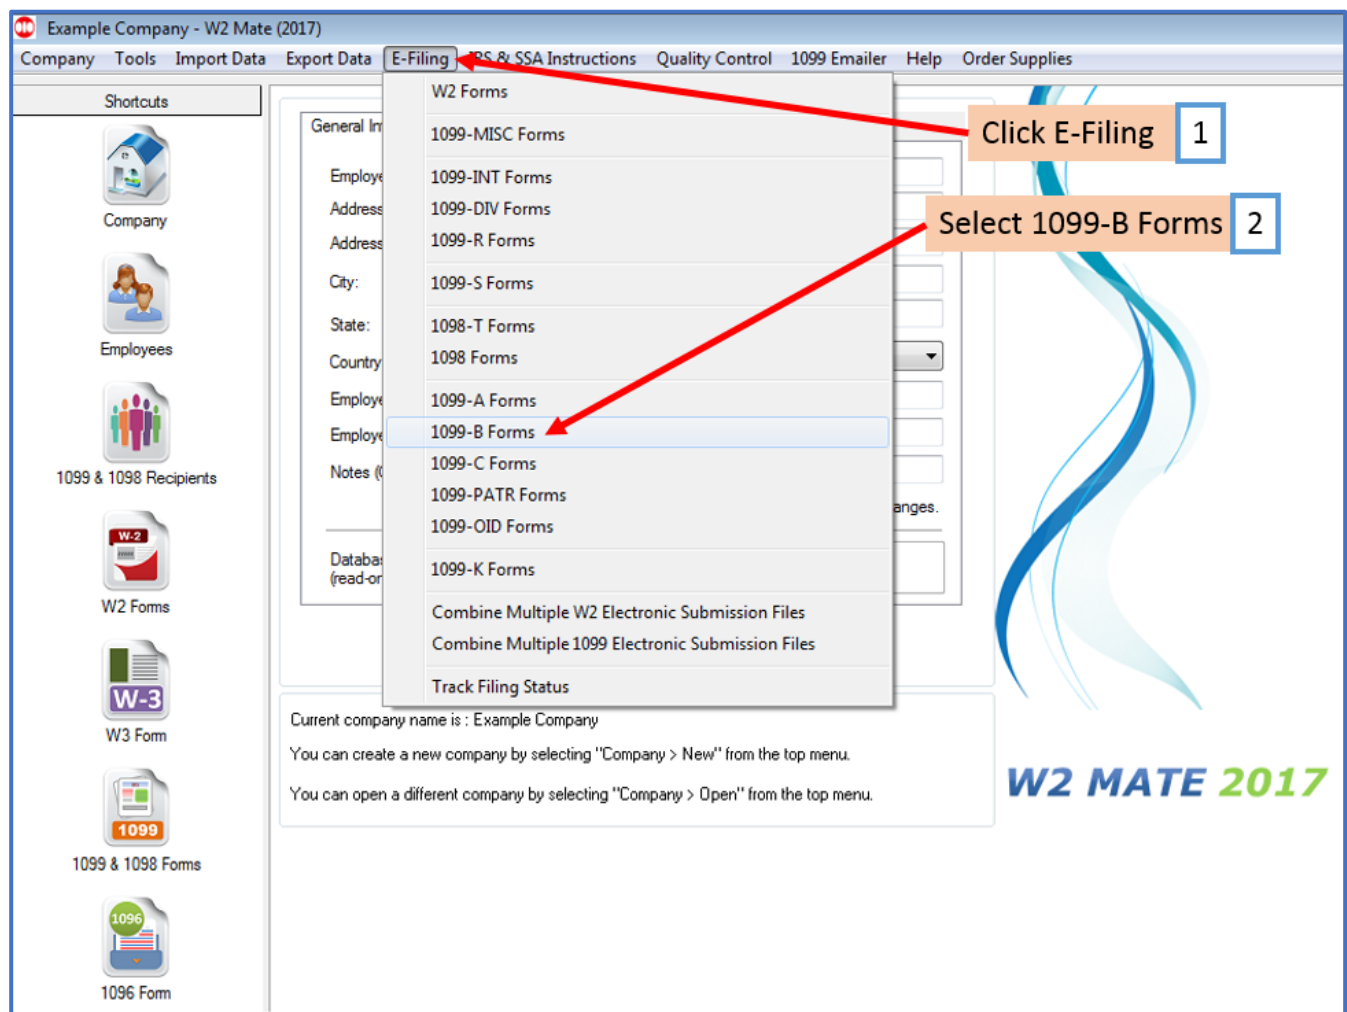 Example Company - W2 Mate (2017)
Company Tools Import Data Export Data E-Filing IRS & SSA Instructions Quality Control 1099 Emailer Help Order Supplies
Shortcuts
Company
Employees
1099 & 1098 Recipients
W-2
W2 Forms
W-3
W3 Form
1099
1099 & 1098 Forms
1096
1096 Form
General In
Employe
Address
Address
City:
State:
Country
Employe
Employe
Notes (
anges.
Databas
(read-or
W2 Forms
1099-MISC Forms
1099-INT Forms
1099-DIV Forms
1099-R Forms
1099-S Forms
1098-T Forms
1098 Forms
1099-A Forms
1099-B Forms
1099-C Forms
1099-PATR Forms
1099-OID Forms
1099-K Forms
Combine Multiple W2 Electronic Submission Files
Combine Multiple 1099 Electronic Submission Files
Track Filing Status
Click E-Filing 1
Select 1099-B Forms 2
Current company name is : Example Company
You can create a new company by selecting "Company > New" from the top menu.
You can open a different company by selecting "Company > Open" from the top menu.
W2 MATE 2017